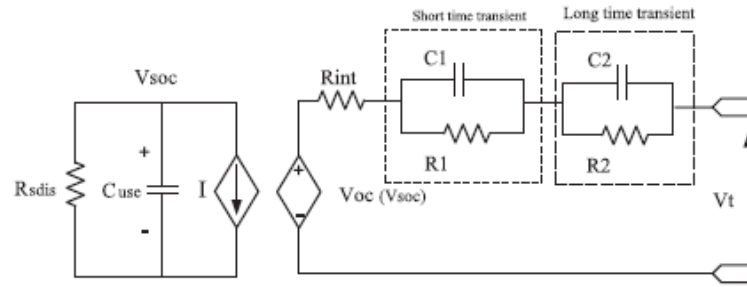 Short time transient
Long time transient
Vsoc
Rint
C1
C2
+
Rsdis
Cuse
I
+
R1
R2
-
-
Voc (Vsoc)
Vt